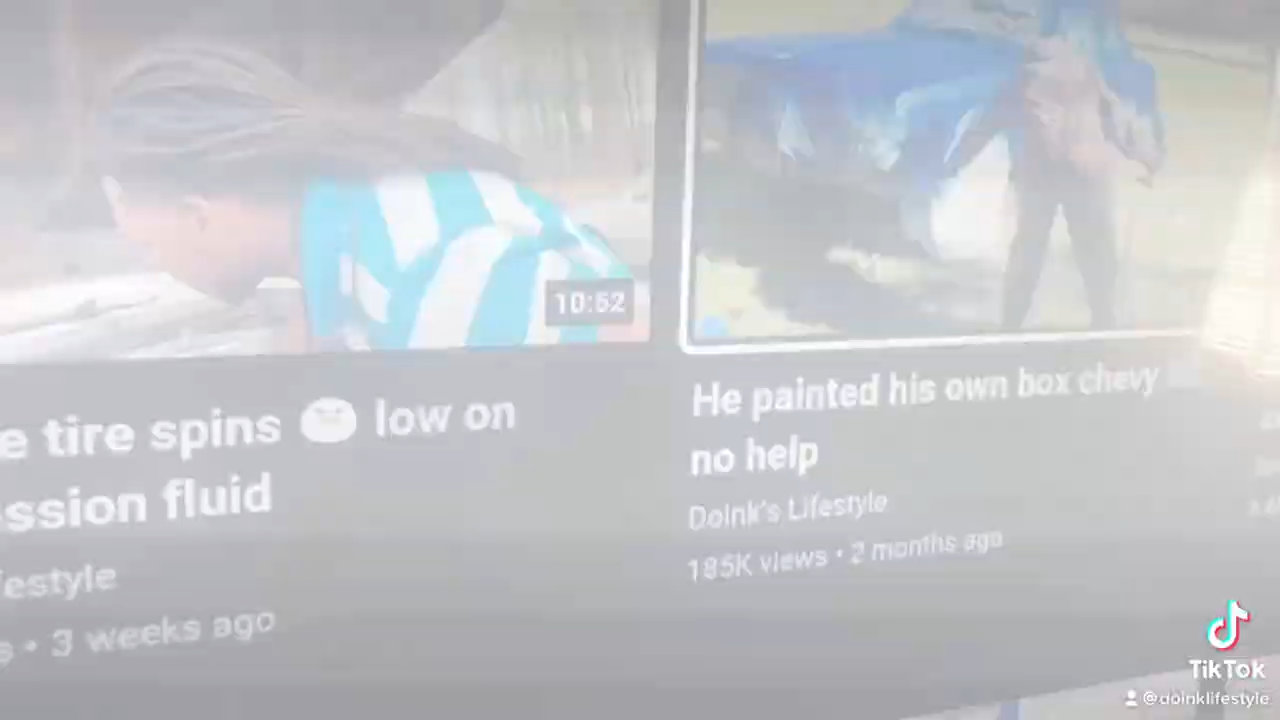 10:52
e tire spins low on
ssion fluid
festyle
s • 3 weeks ago
He painted his own box chevy
no help
Doink's Lifestyle
185K views • 2 months ago
TikTok
@doinklifestyle